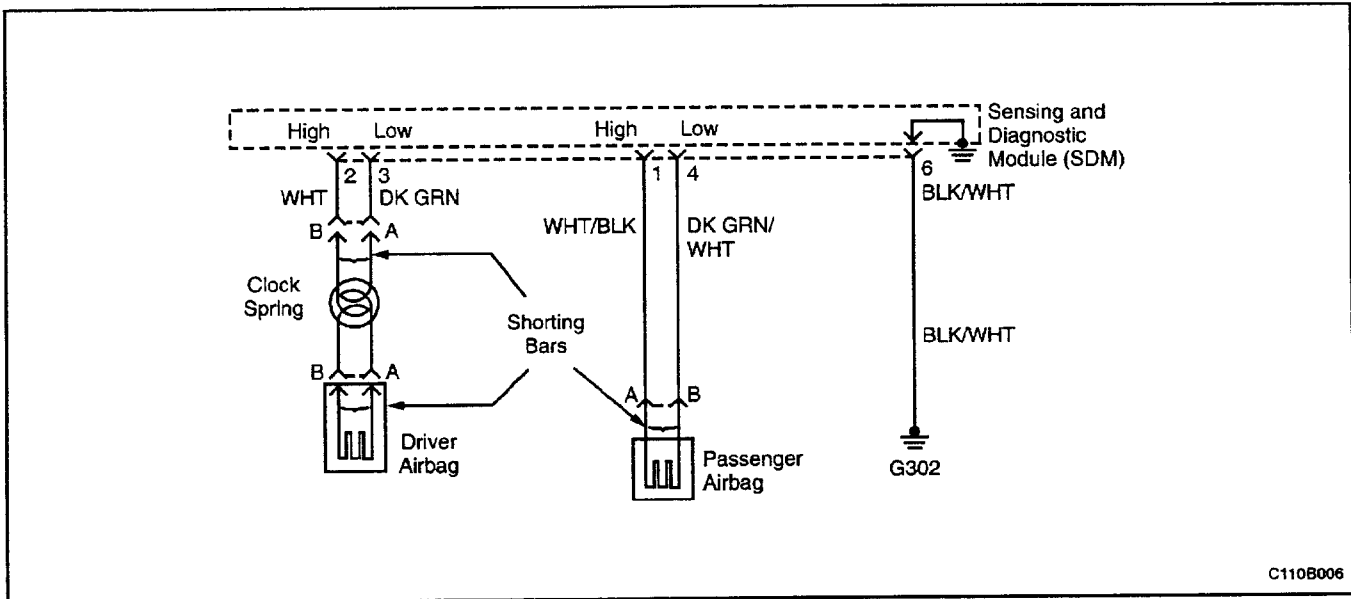 Sensing and
Diagnostic
Module (SDM)
High Low
High Low
2 3
1 4
6
WHT DK GRN
BLK/WHT
WHT/BLK
DK GRN/
WHT
B A
Clock
Spring
Shorting
Bars
BLK/WHT
B A
A B
Driver
Airbag
Passenger
Airbag
G302
C110B006